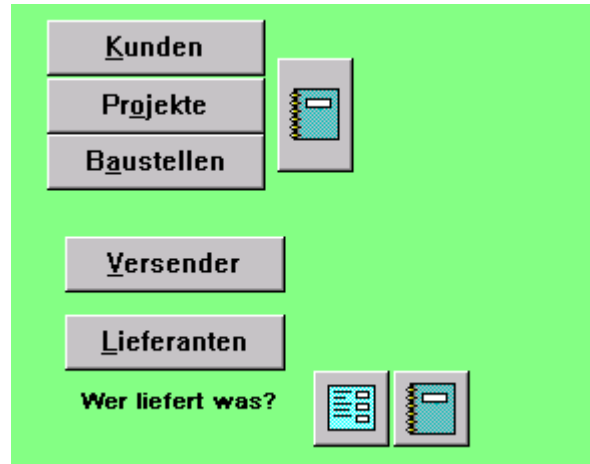 Kunden
Projekte
Baustellen
Versender
Lieferanten
Wer liefert was?